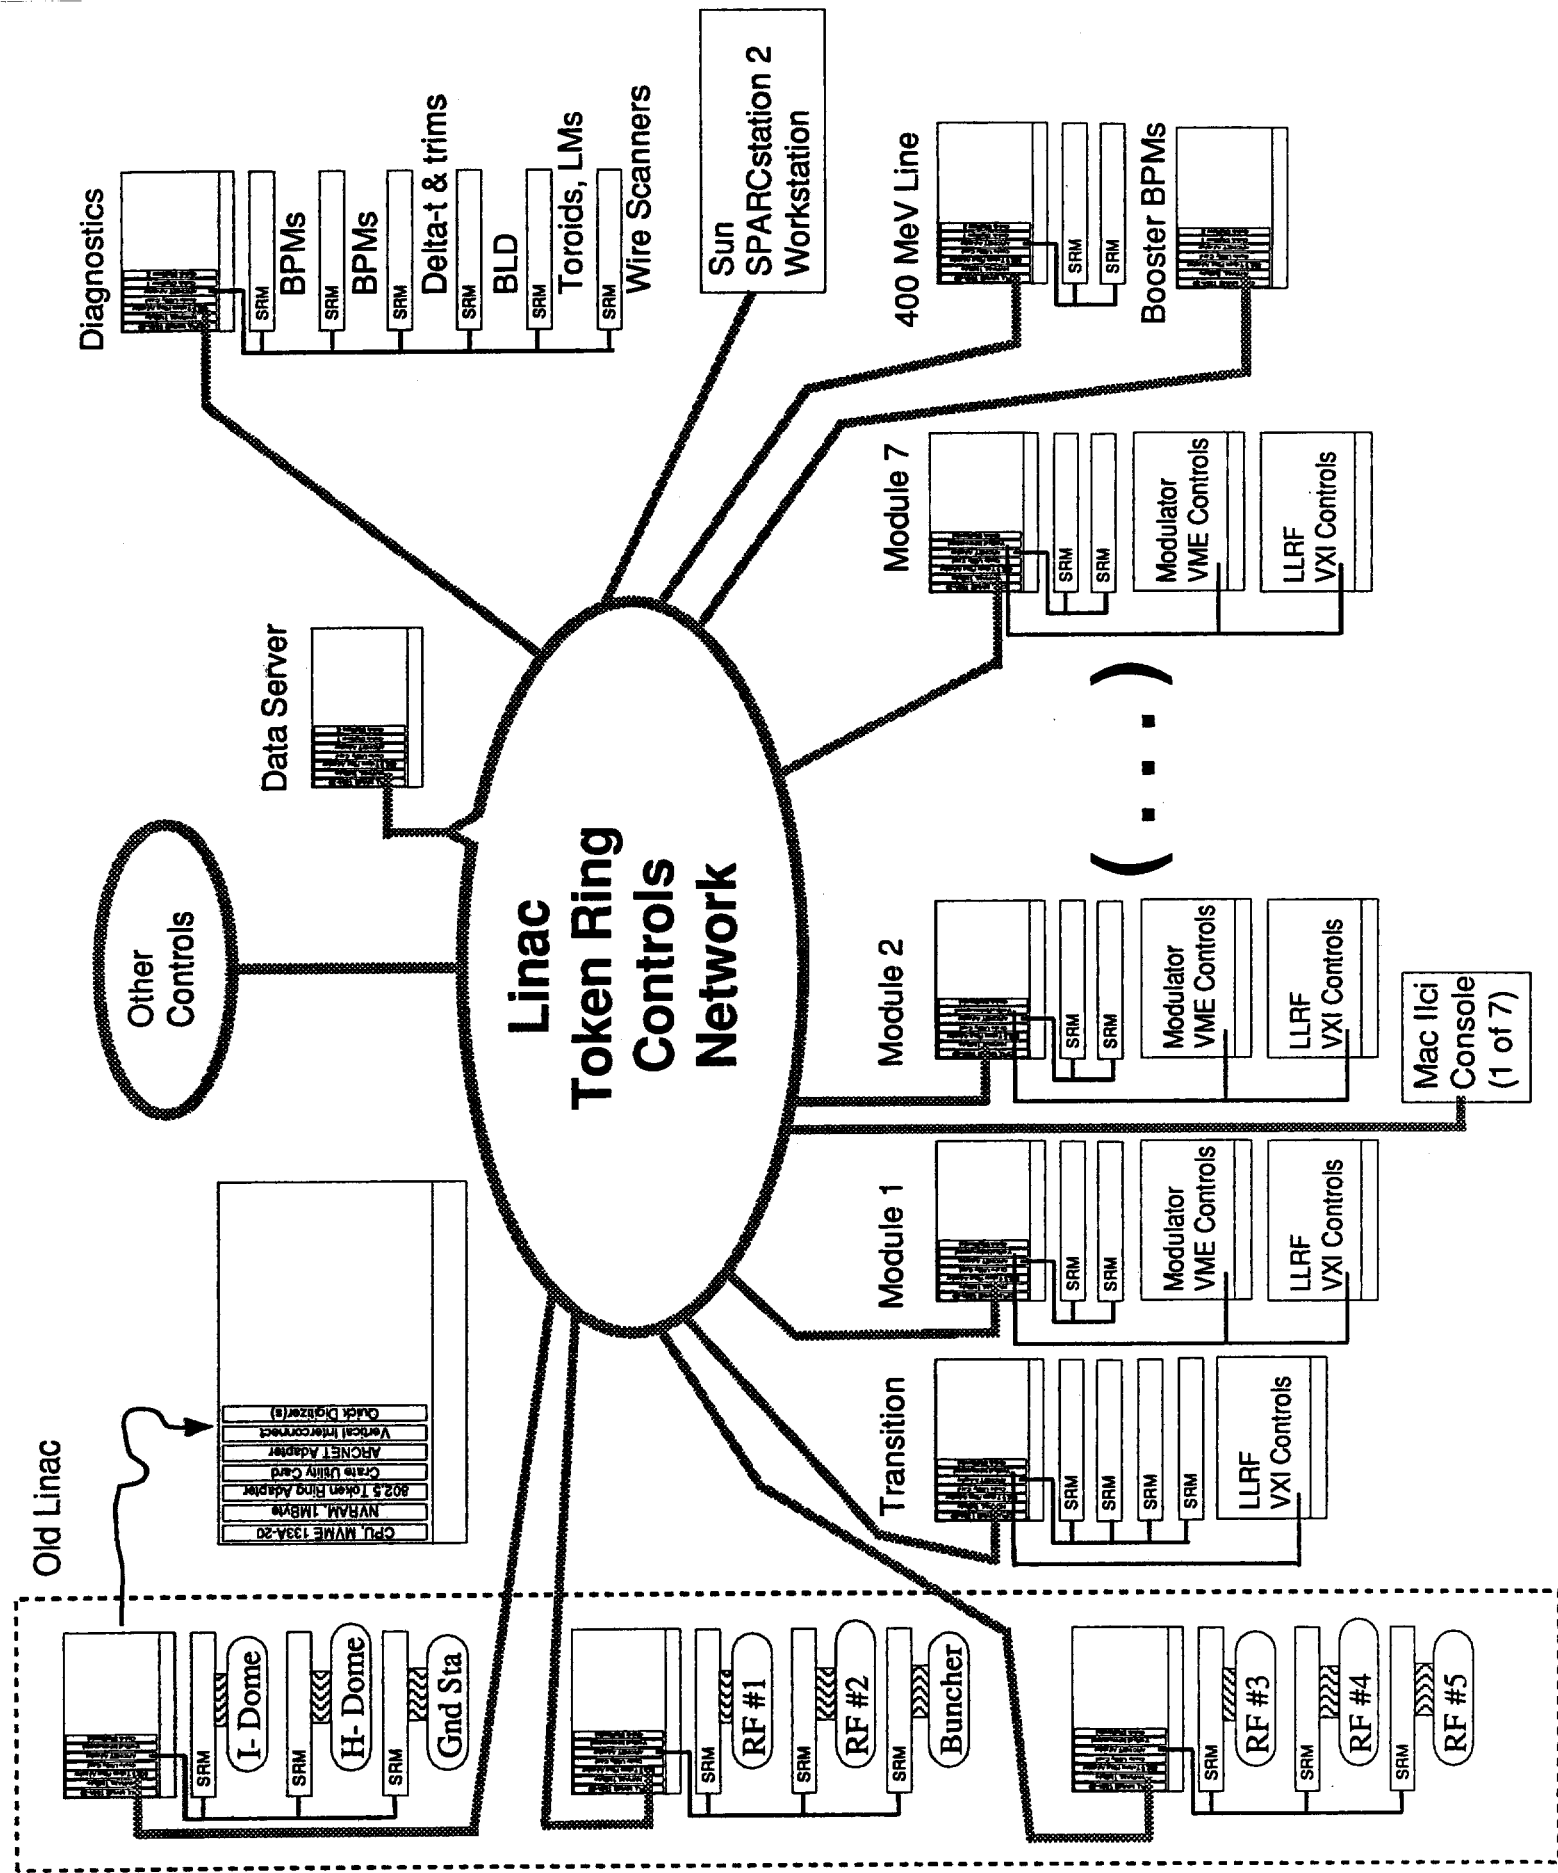 Old Linac
I- Dome
H- Dome
Gnd Sta
SRM
SRM
SRM
RF #1
RF #2
Buncher
SRM
SRM
SRM
RF #3
RF #4
RF #5
SRM
SRM
SRM
CPU, MVME 133A-20
NVRAM, 1MByte
802.5 Token Ring Adapter
Crate Utility Card
ARCNET Adapter
Vertical Interconnect
Quick Digitizer(s)
Other
Controls
Data Server
Diagnostics
SRM
BPMs
SRM
BPMs
SRM
Delta-t & trims
SRM
BLD
SRM
Toroids, LMs
SRM
Wire Scanners
Linac
Token Ring
Controls
Network
Sun
SPARCstation 2
Workstation
Transition
SRM
SRM
SRM
SRM
LLRF
VXI Controls
Module 1
SRM
SRM
Modulator
VME Controls
LLRF
VXI Controls
Module 2
SRM
SRM
Modulator
VME Controls
LLRF
VXI Controls
Mac IIci
Console
(1 of 7)
( . . . )
Module 7
SRM
SRM
Modulator
VME Controls
LLRF
VXI Controls
400 MeV Line
SRM
SRM
Booster BPMs